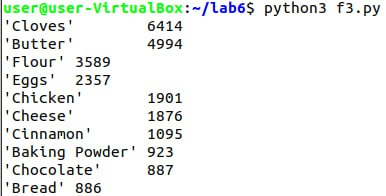 user@user-VirtualBox:~/lab6$ python3 f3.py
'Cloves'        6414
'Butter'        4994
'Flour' 3589
'Eggs'  2357
'Chicken'       1901
'Cheese'        1876
'Cinnamon'      1095
'Baking Powder' 923
'Chocolate'     887
'Bread' 886